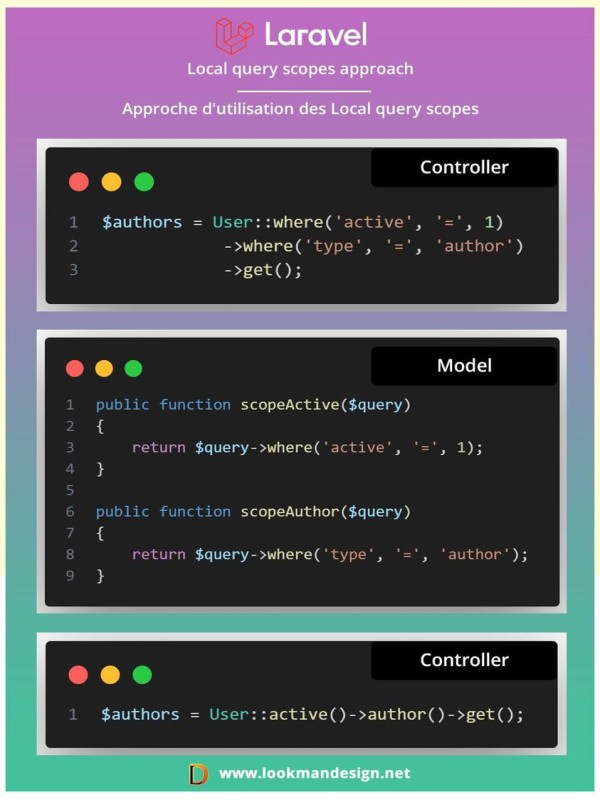 Laravel
Local query scopes approach
Approche d'utilisation des Local query scopes
Controller
1 $authors = User::where('active', '=', 1)
2 ->where('type', '=', 'author')
3 ->get();
Model
1 public function scopeActive($query)
2 {
3 return $query->where('active', '=', 1);
4 }
5
6 public function scopeAuthor($query)
7 {
8 return $query->where('type', '=', 'author');
9 }
Controller
1 $authors = User::active()->author()->get();
D www.lookmandesign.net